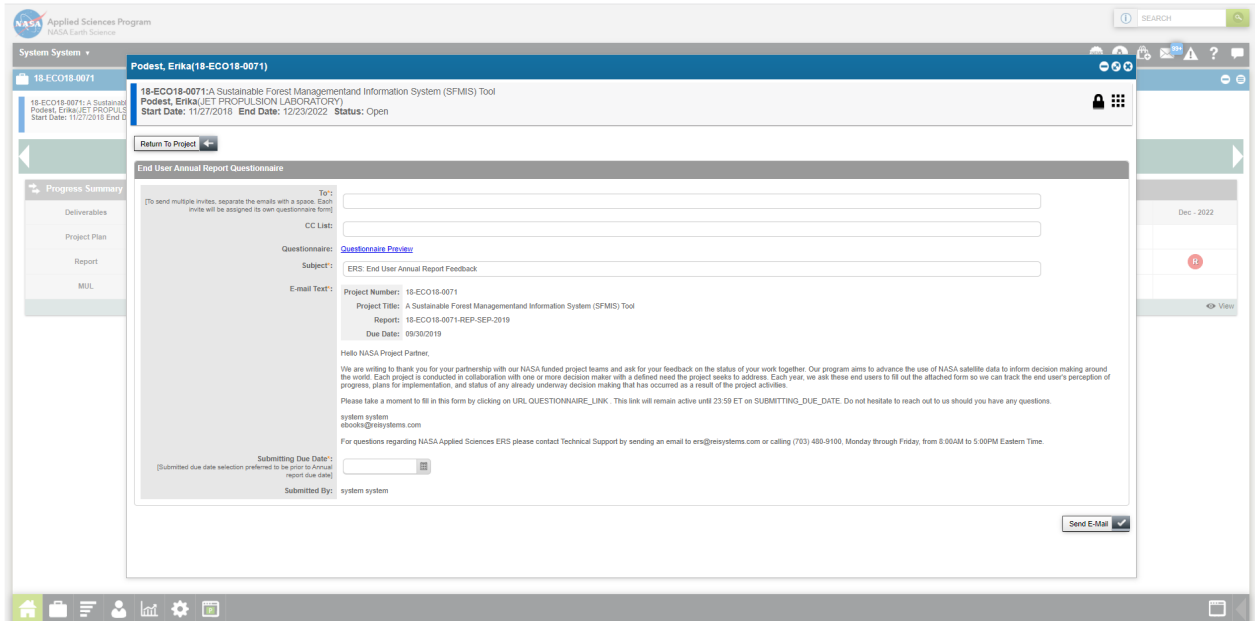 NASA
Applied Sciences Program
NASA Earth Science
SEARCH
System System
99+
?
18-ECO18-0071
Podest, Erika(18-ECO18-0071)
18-ECO18-0071: A Sustainabl
Podest, Erika(JET PROPULS
Start Date: 11/27/2018 End D
18-ECO18-0071:A Sustainable Forest Managementand Information System (SFMIS) Tool
Podest, Erika(JET PROPULSION LABORATORY)
Start Date: 11/27/2018 End Date: 12/23/2022 Status: Open
Return To Project
End User Annual Report Questionnaire
Progress Summary
Deliverables
Project Plan
Report
MUL
Dec - 2022
R
View
To*:
[To send multiple invites, separate the emails with a space. Each
invite will be assigned its own questionnaire form]
CC List:
Questionnaire: Questionnaire Preview
Subject*: ERS: End User Annual Report Feedback
E-mail Text*:
Project Number: 18-ECO18-0071
Project Title: A Sustainable Forest Managementand Information System (SFMIS) Tool
Report: 18-ECO18-0071-REP-SEP-2019
Due Date: 09/30/2019
Hello NASA Project Partner,
We are writing to thank you for your partnership with our NASA funded project teams and ask for your feedback on the status of your work together. Our program aims to advance the use of NASA satellite data to inform decision making around
the world. Each project is conducted in collaboration with one or more decision maker with a defined need the project seeks to address. Each year, we ask these end users to fill out the attached form so we can track the end user's perception of
progress, plans for implementation, and status of any already underway decision making that has occurred as a result of the project activities.
Please take a moment to fill in this form by clicking on URL QUESTIONNAIRE_LINK . This link will remain active until 23:59 ET on SUBMITTING_DUE_DATE. Do not hesitate to reach out to us should you have any questions.
system system
ebooks@reisystems.com
For questions regarding NASA Applied Sciences ERS please contact Technical Support by sending an email to ers@reisystems.com or calling (703) 480-9100, Monday through Friday, from 8:00AM to 5:00PM Eastern Time.
Submitting Due Date*:
[Submitted due date selection preferred to be prior to Annual
report due date]
Submitted By: system system
Send E-Mail